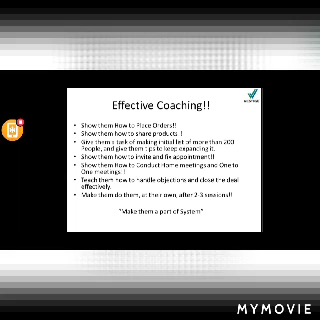 Effective Coaching!!
• Show them How to Place Orders!!
• Show them how to share products!!
• Give them a task of making initial list of more than 200
People, and give them tips to keep expanding it.
• Show them how to invite and fix appointment!!
• Show them How to Conduct Home meetings and One to
One meetings!!
• Teach them how to handle objections and close the deal
effectively.
• Make them do them, at their own, after 2-3 sessions!!
"Make them a part of System"
MYMOVIE